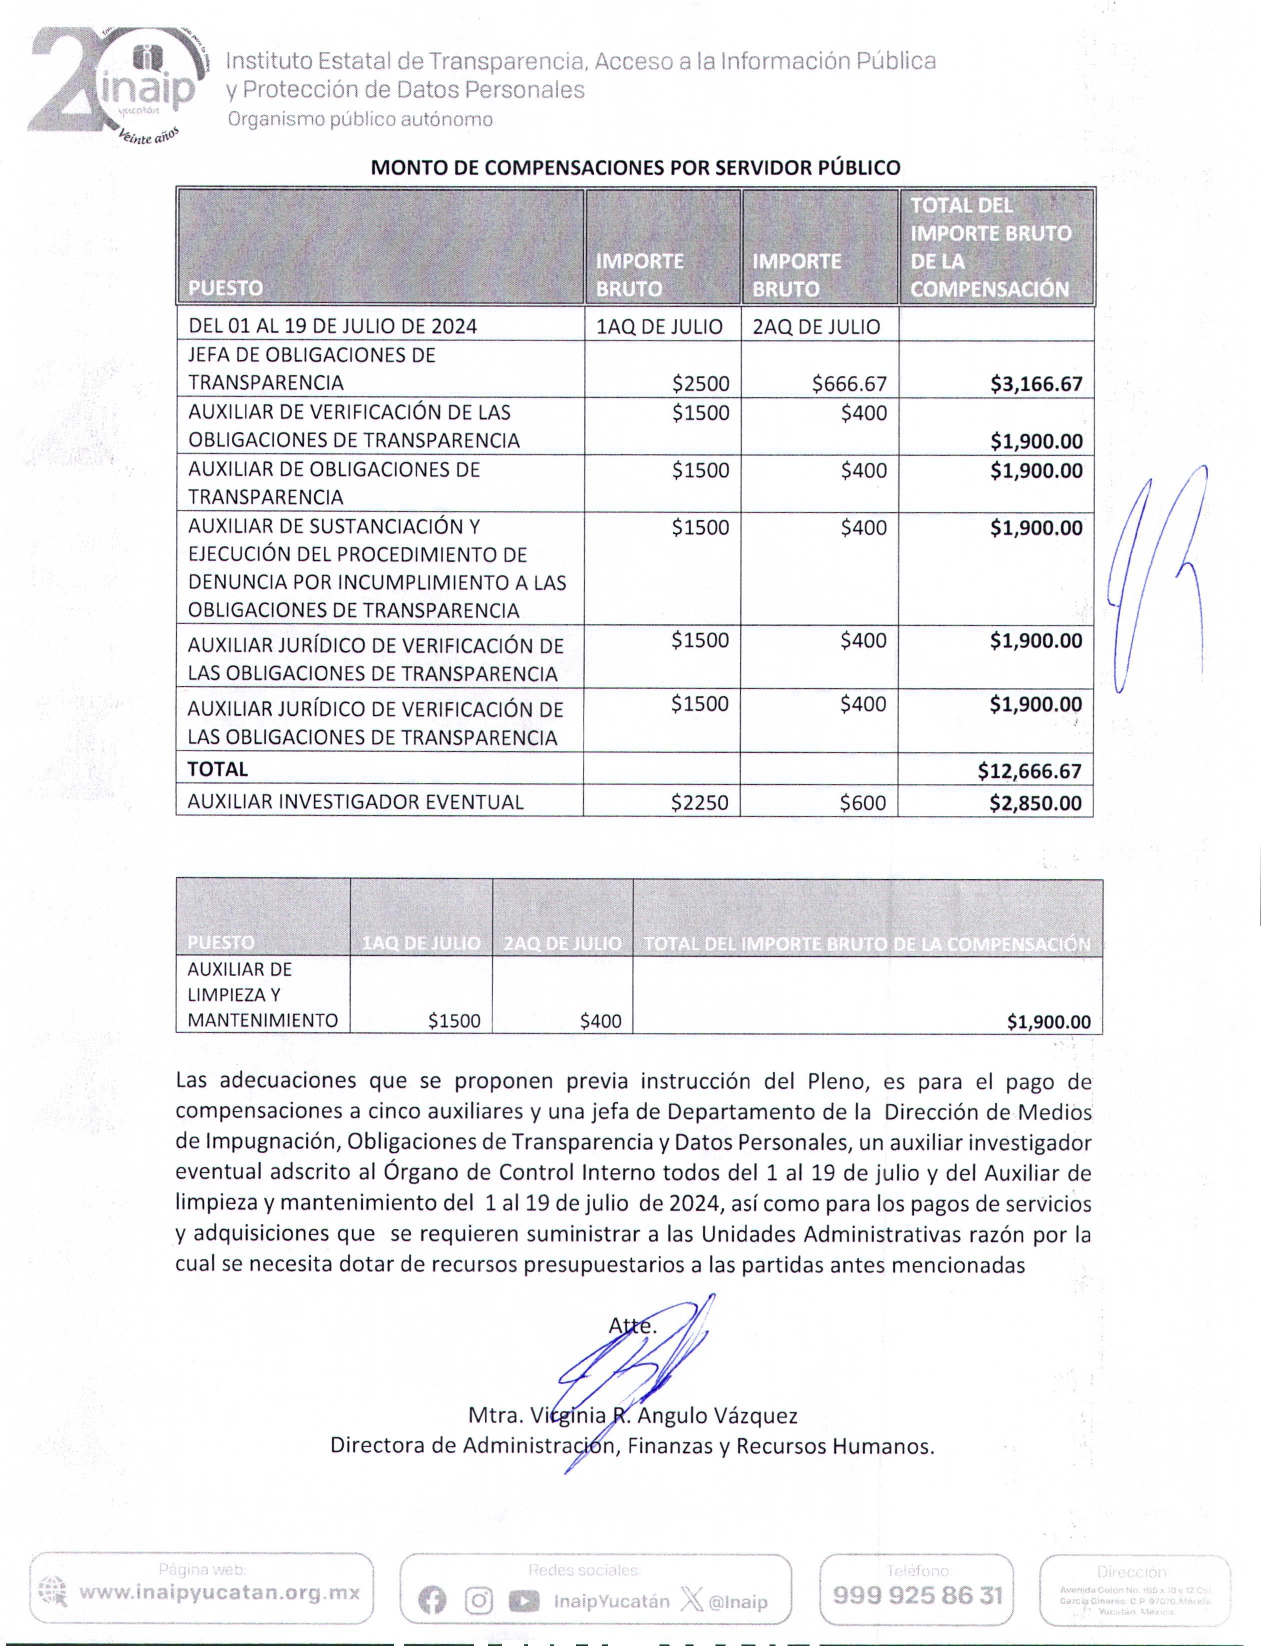 20 inaip
yucatán
Veinte años
Instituto Estatal de Transparencia, Acceso a la Información Pública
y Protección de Datos Personales
Organismo público autónomo
MONTO DE COMPENSACIONES POR SERVIDOR PÚBLICO
PUESTO IMPORTE BRUTO IMPORTE BRUTO TOTAL DEL IMPORTE BRUTO DE LA COMPENSACIÓN
DEL 01 AL 19 DE JULIO DE 2024 1AQ DE JULIO 2AQ DE JULIO
JEFA DE OBLIGACIONES DE
TRANSPARENCIA $2500 $666.67 $3,166.67
AUXILIAR DE VERIFICACIÓN DE LAS $1500 $400
OBLIGACIONES DE TRANSPARENCIA $1,900.00
AUXILIAR DE OBLIGACIONES DE $1500 $400 $1,900.00
TRANSPARENCIA
AUXILIAR DE SUSTANCIACIÓN Y $1500 $400 $1,900.00
EJECUCIÓN DEL PROCEDIMIENTO DE
DENUNCIA POR INCUMPLIMIENTO A LAS
OBLIGACIONES DE TRANSPARENCIA
AUXILIAR JURÍDICO DE VERIFICACIÓN DE $1500 $400 $1,900.00
LAS OBLIGACIONES DE TRANSPARENCIA
AUXILIAR JURÍDICO DE VERIFICACIÓN DE $1500 $400 $1,900.00
LAS OBLIGACIONES DE TRANSPARENCIA
TOTAL $12,666.67
AUXILIAR INVESTIGADOR EVENTUAL $2250 $600 $2,850.00
PUESTO 1AQ DE JULIO 2AQ DE JULIO TOTAL DEL IMPORTE BRUTO DE LA COMPENSACIÓN
AUXILIAR DE
LIMPIEZA Y
MANTENIMIENTO $1500 $400 $1,900.00
Las adecuaciones que se proponen previa instrucción del Pleno, es para el pago de
compensaciones a cinco auxiliares y una jefa de Departamento de la Dirección de Medios
de Impugnación, Obligaciones de Transparencia y Datos Personales, un auxiliar investigador
eventual adscrito al Órgano de Control Interno todos del 1 al 19 de julio y del Auxiliar de
limpieza y mantenimiento del 1 al 19 de julio de 2024, así como para los pagos de servicios
y adquisiciones que se requieren suministrar a las Unidades Administrativas razón por la
cual se necesita dotar de recursos presupuestarios a las partidas antes mencionadas
Atte.
Mtra. Virginia R. Angulo Vázquez
Directora de Administración, Finanzas y Recursos Humanos.
Página web:
www.inaipyucatan.org.mx
Redes sociales:
InaipYucatán @Inaip
Teléfono:
999 925 86 31
Dirección:
Avenida Colón No. 185 x 10 y 12 Col.
García Ginerés. C.P. 97070, Mérida
Yucatán, México.